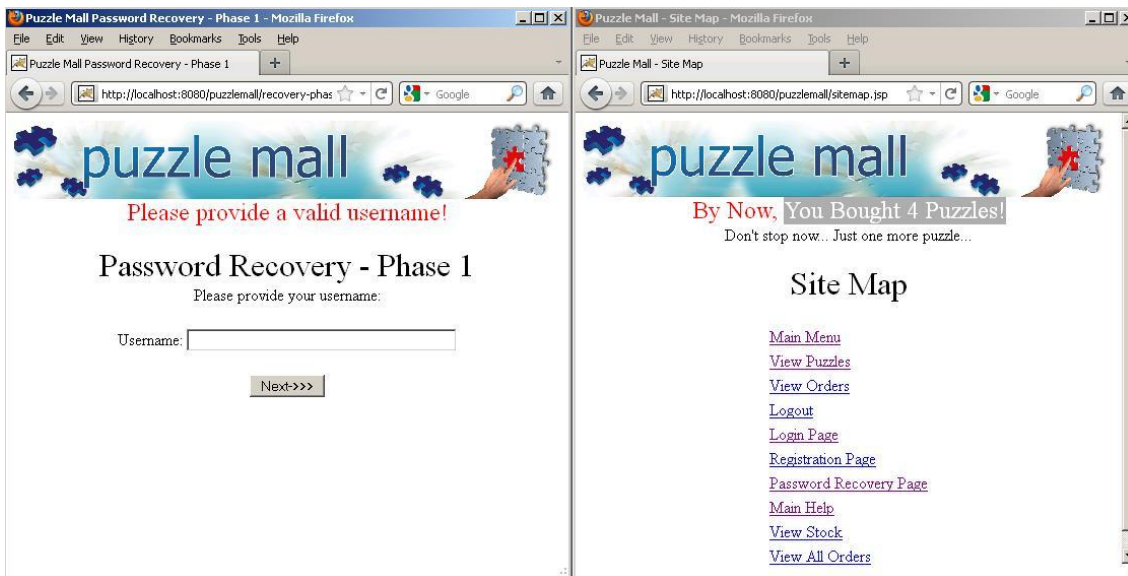 Puzzle Mall Password Recovery - Phase 1 - Mozilla Firefox
File Edit View History Bookmarks Tools Help
Puzzle Mall Password Recovery - Phase 1
http://localhost:8080/puzzlemall/recovery-phas
Google
puzzle mall
Please provide a valid username!
Password Recovery - Phase 1
Please provide your username:
Username:
Next->>>
Puzzle Mall - Site Map - Mozilla Firefox
File Edit View History Bookmarks Tools Help
Puzzle Mall - Site Map
http://localhost:8080/puzzlemall/sitemap.jsp
Google
puzzle mall
By Now, You Bought 4 Puzzles!
Don't stop now... Just one more puzzle...
Site Map
Main Menu
View Puzzles
View Orders
Logout
Login Page
Registration Page
Password Recovery Page
Main Help
View Stock
View All Orders